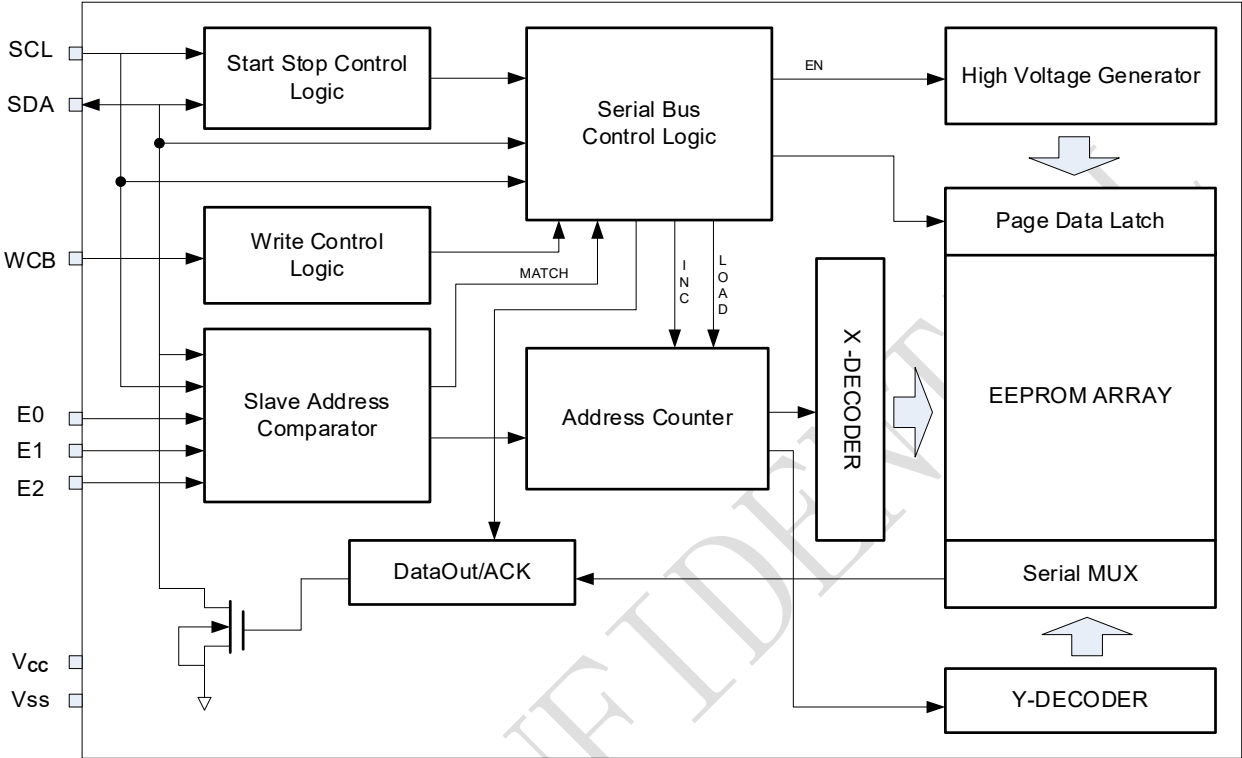 SCL
SDA
WCB
E0
E1
E2
Vcc
Vss
Start Stop Control
Logic
Write Control
Logic
Slave Address
Comparator
Serial Bus
Control Logic
MATCH
INC
LOAD
Address Counter
DataOut/ACK
EN
High Voltage Generator
Page Data Latch
X-DECODER
EEPROM ARRAY
Serial MUX
Y-DECODER